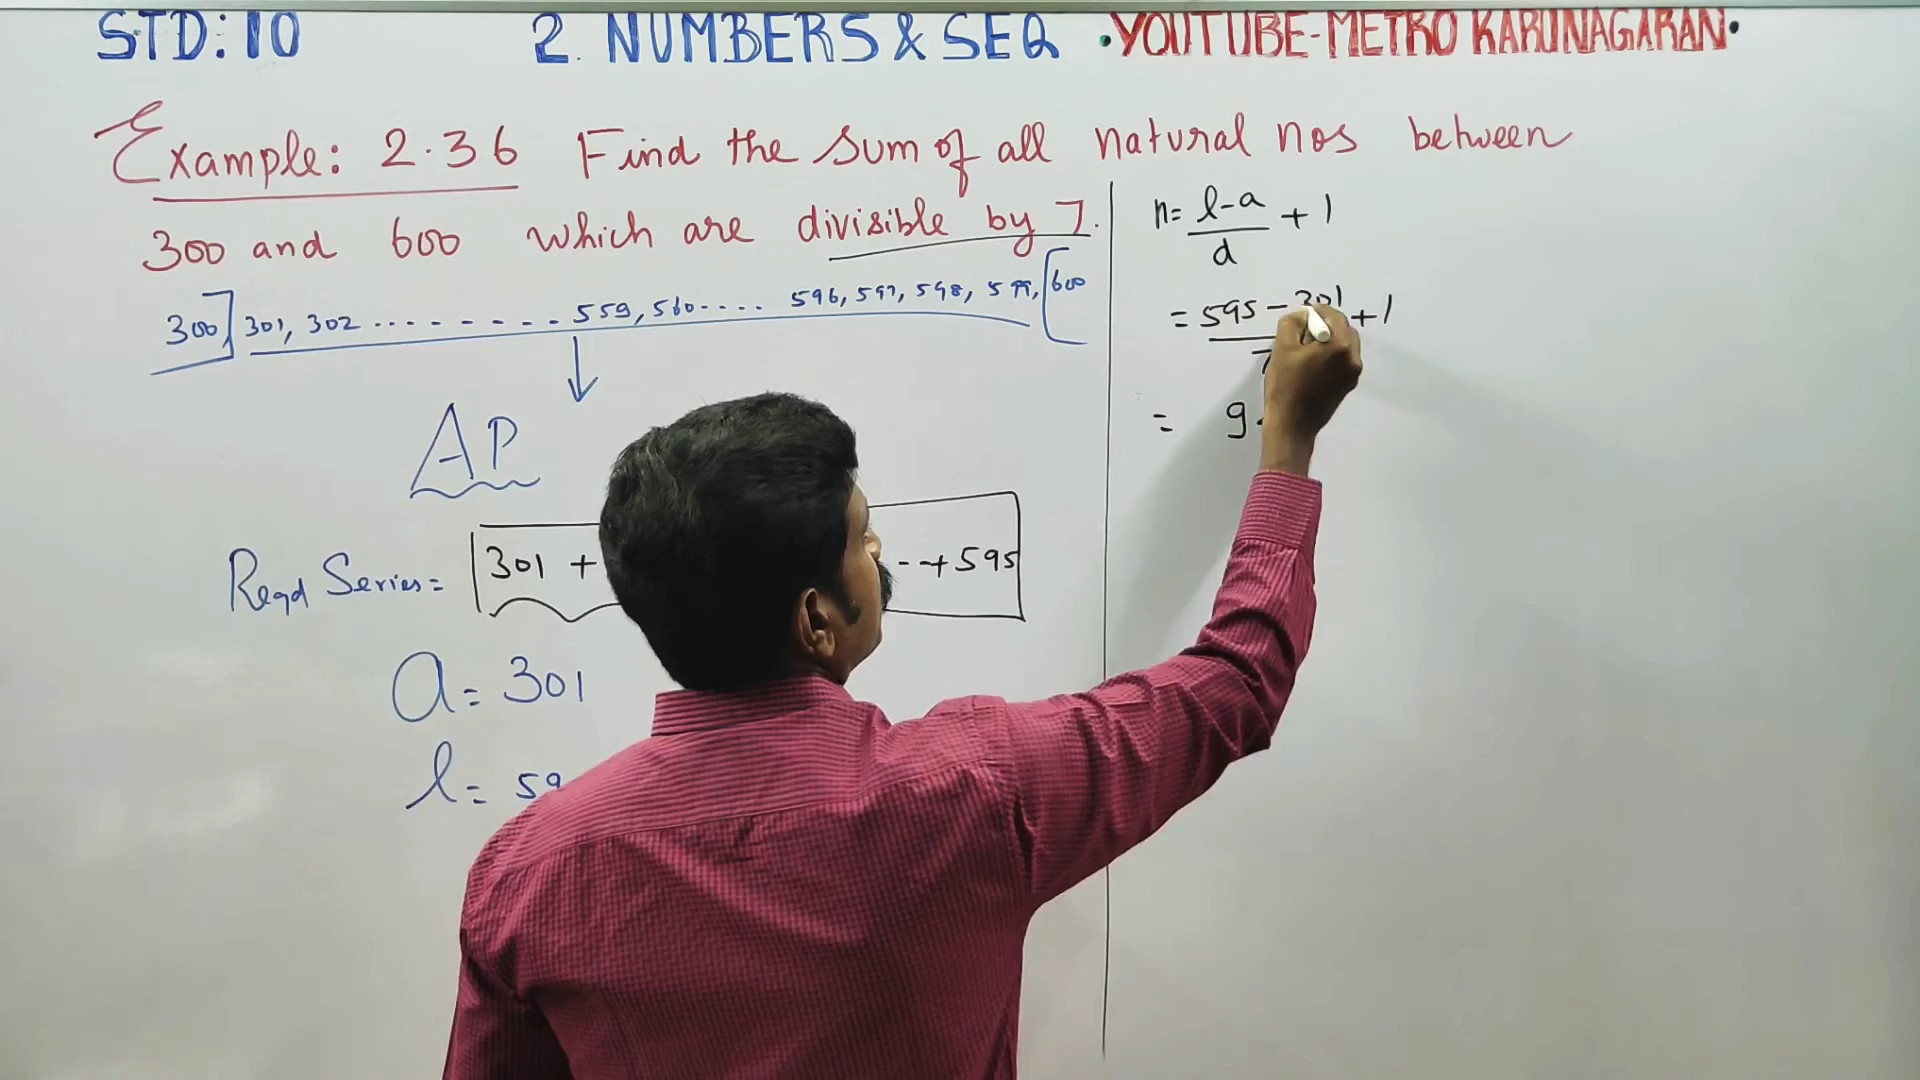 STD: 10 2. NUMBERS & SEQ •YOUTUBE-METRO KARUNAGARAN•
Example: 2.36 Find the sum of all natural nos between
300 and 600 which are divisible by 7.
300, 301, 302 ........ 559, 560.... 596, 597, 598, 599, 600
AP
Reqd Series = 301 + --+ 595
a = 301
l = 59
n = l-a/d + 1
= 595 - 301/7 + 1
= 9